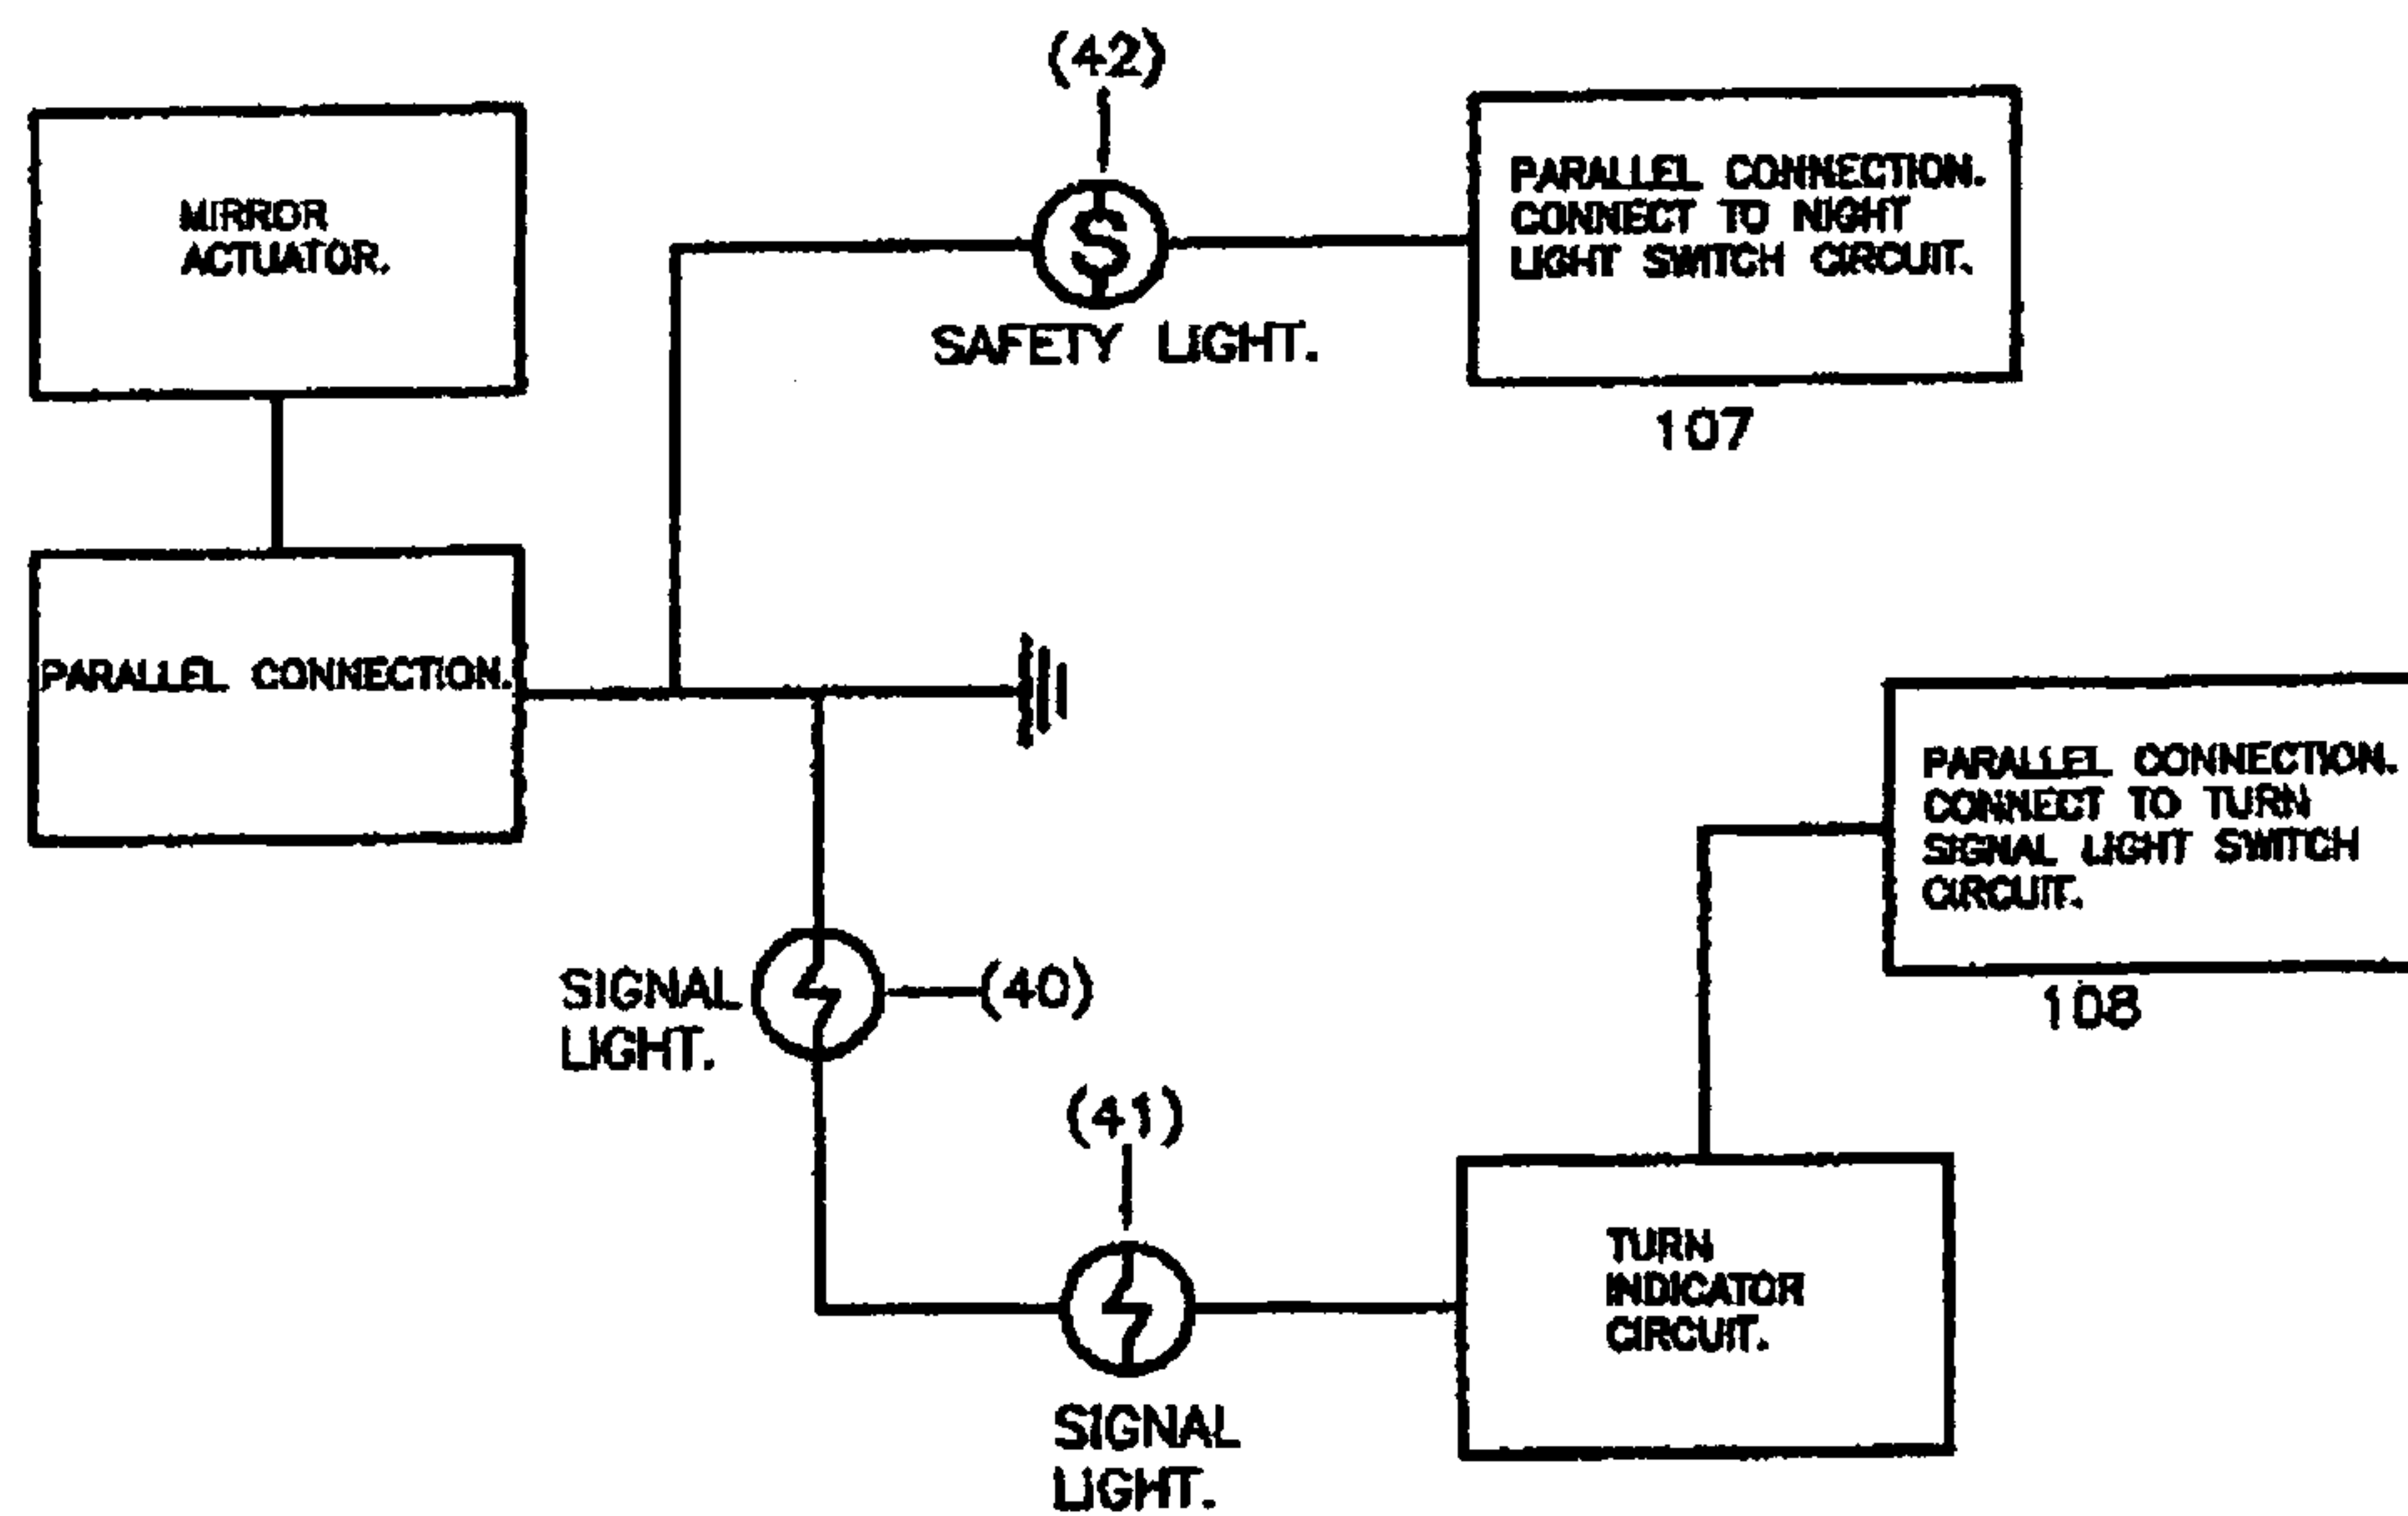 (42)
MIRROR
ACTUATOR.
PARALLEL CONNECTION.
CONNECT TO NIGHT
LIGHT SWITCH CIRCUIT.
SAFETY LIGHT.
107
PARALLEL CONNECTION.
PARALLEL CONNECTION.
CONNECT TO TURN
SIGNAL LIGHT SWITCH
CIRCUIT.
108
SIGNAL
LIGHT.
(40)
(41)
SIGNAL
LIGHT.
TURN
INDICATOR
CIRCUIT.